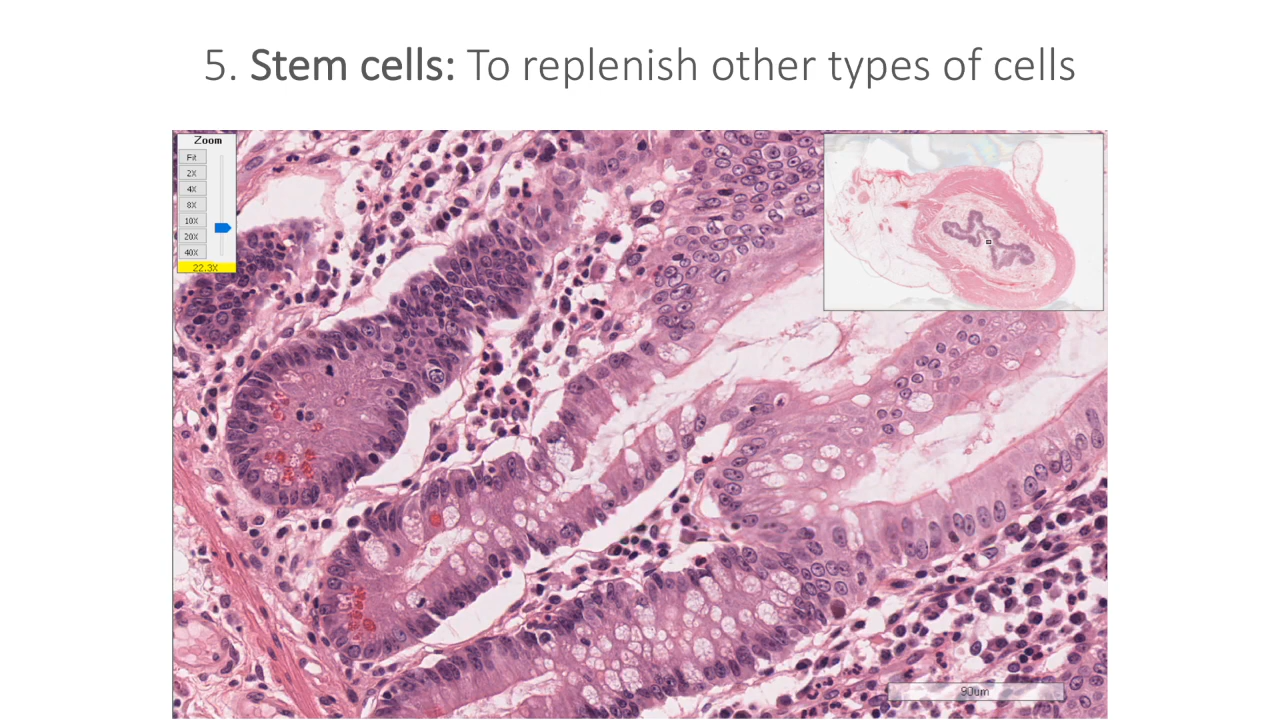 5. Stem cells: To replenish other types of cells
Zoom
Fit
2X
4X
8X
10X
20X
40X
22.3X
90um